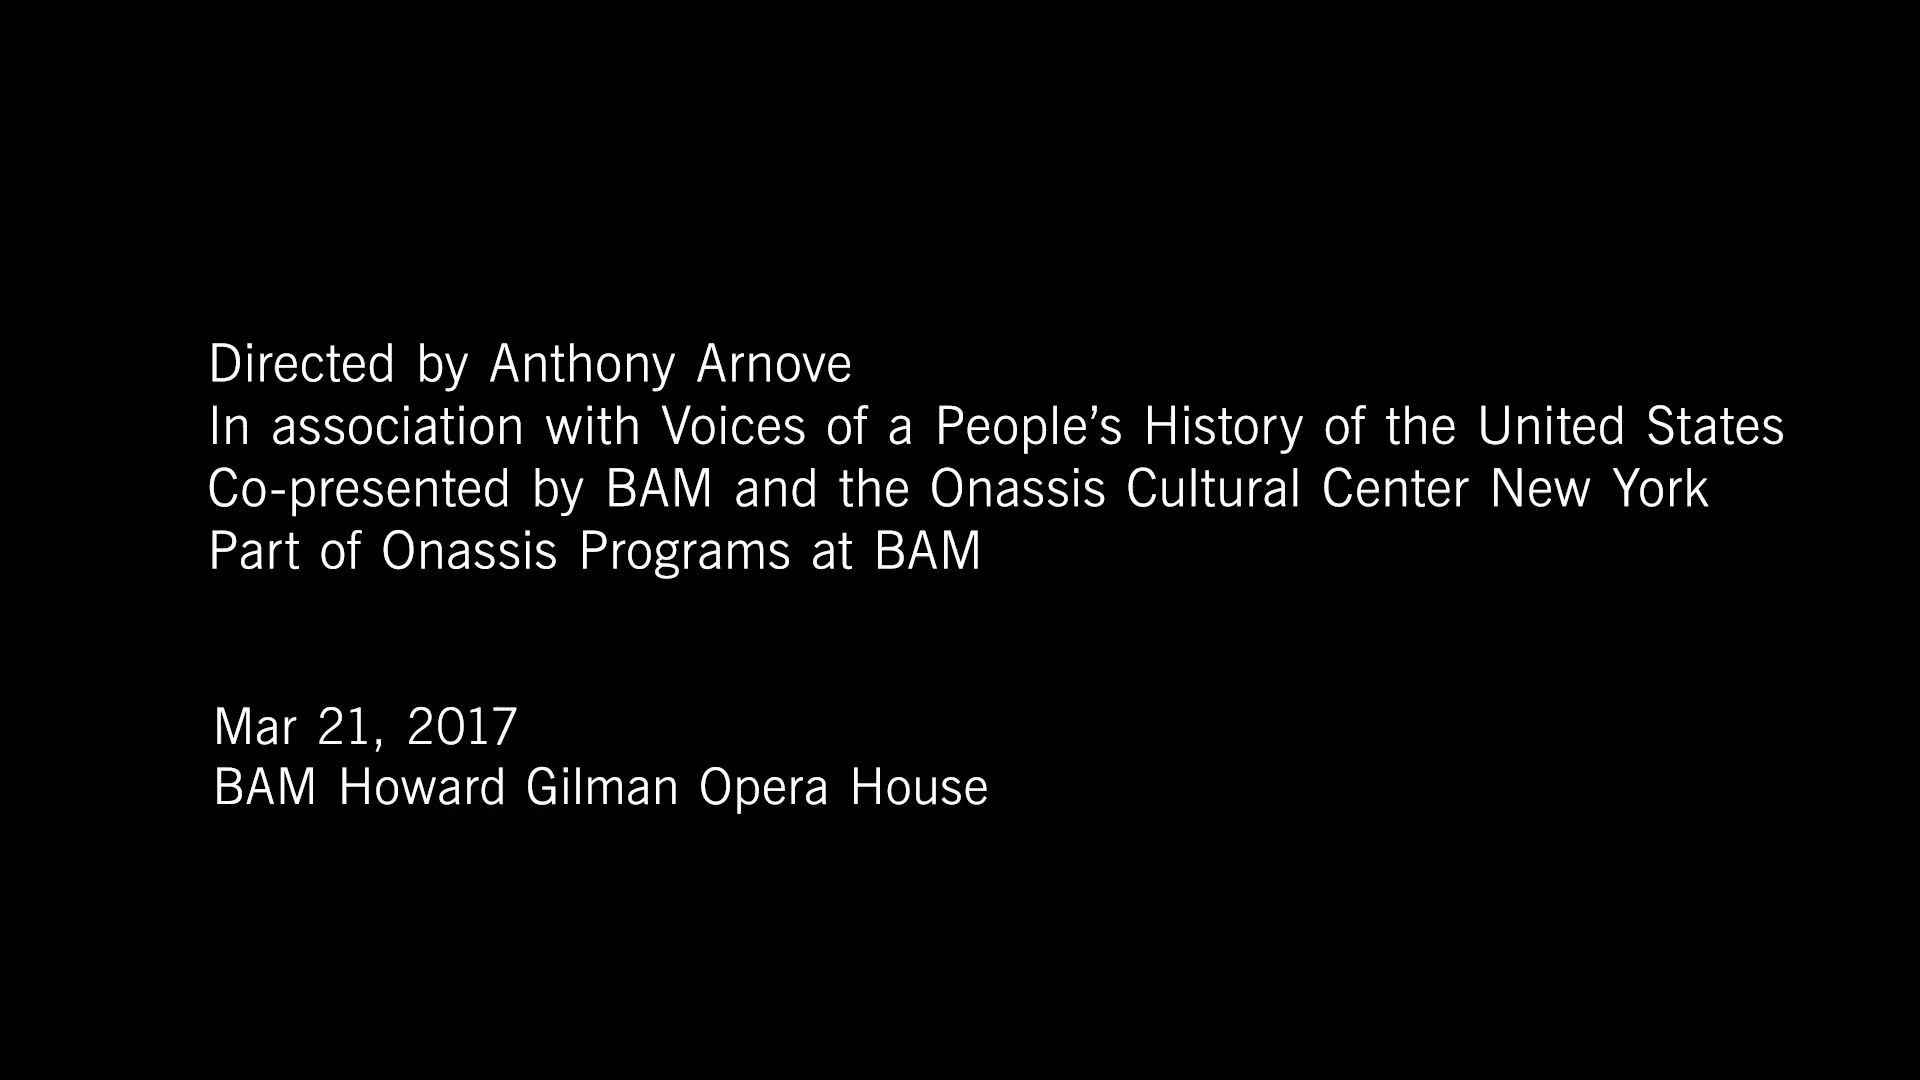 Directed by Anthony Arnove
In association with Voices of a People’s History of the United States
Co-presented by BAM and the Onassis Cultural Center New York
Part of Onassis Programs at BAM
Mar 21, 2017
BAM Howard Gilman Opera House